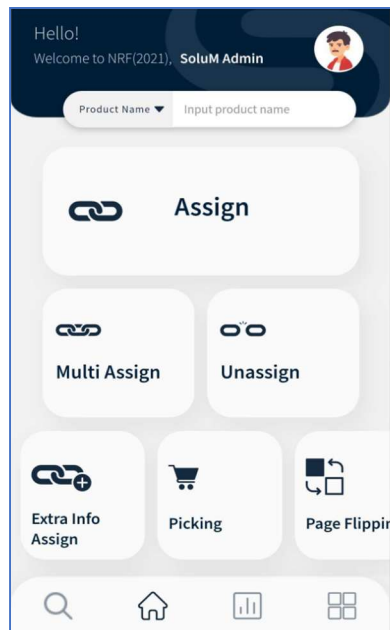 Hello!
Welcome to NRF(2021), SoluM Admin
Product Name Input product name
Assign
Multi Assign
Unassign
Extra Info
Assign
Picking
Page Flippin